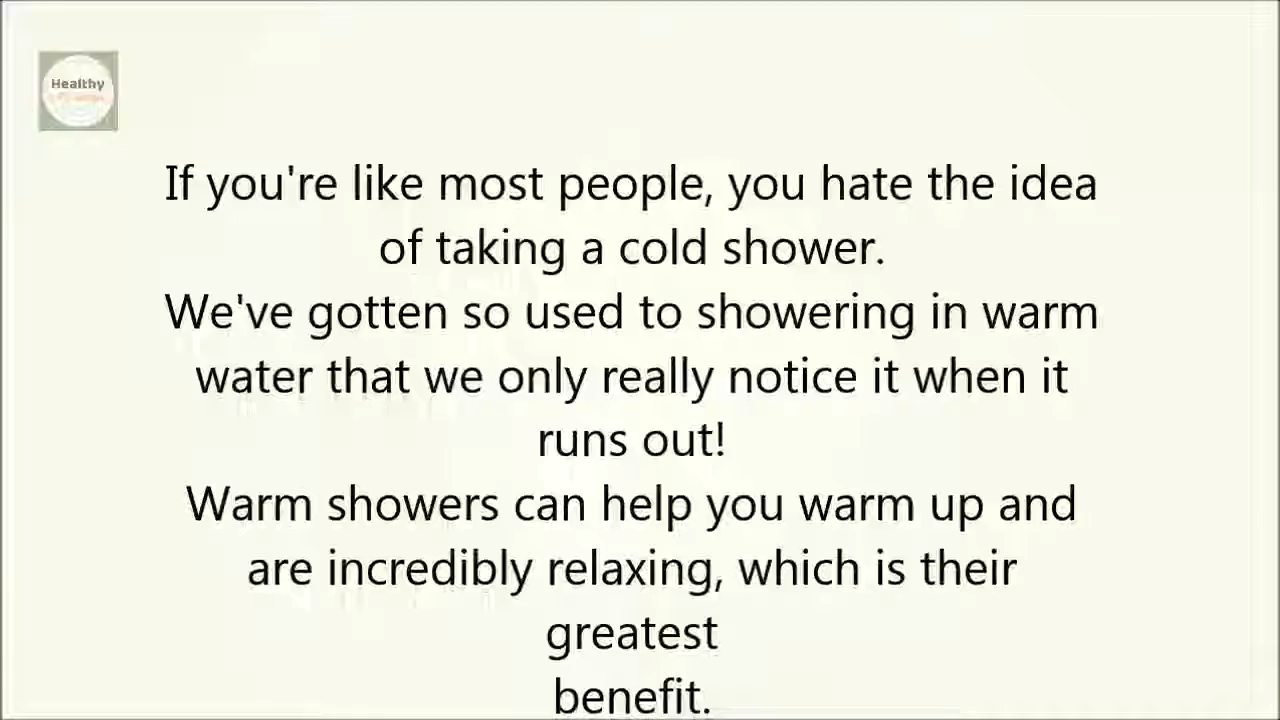 Healthy
If you're like most people, you hate the idea
of taking a cold shower.
We've gotten so used to showering in warm
water that we only really notice it when it
runs out!
Warm showers can help you warm up and
are incredibly relaxing, which is their
greatest
benefit.